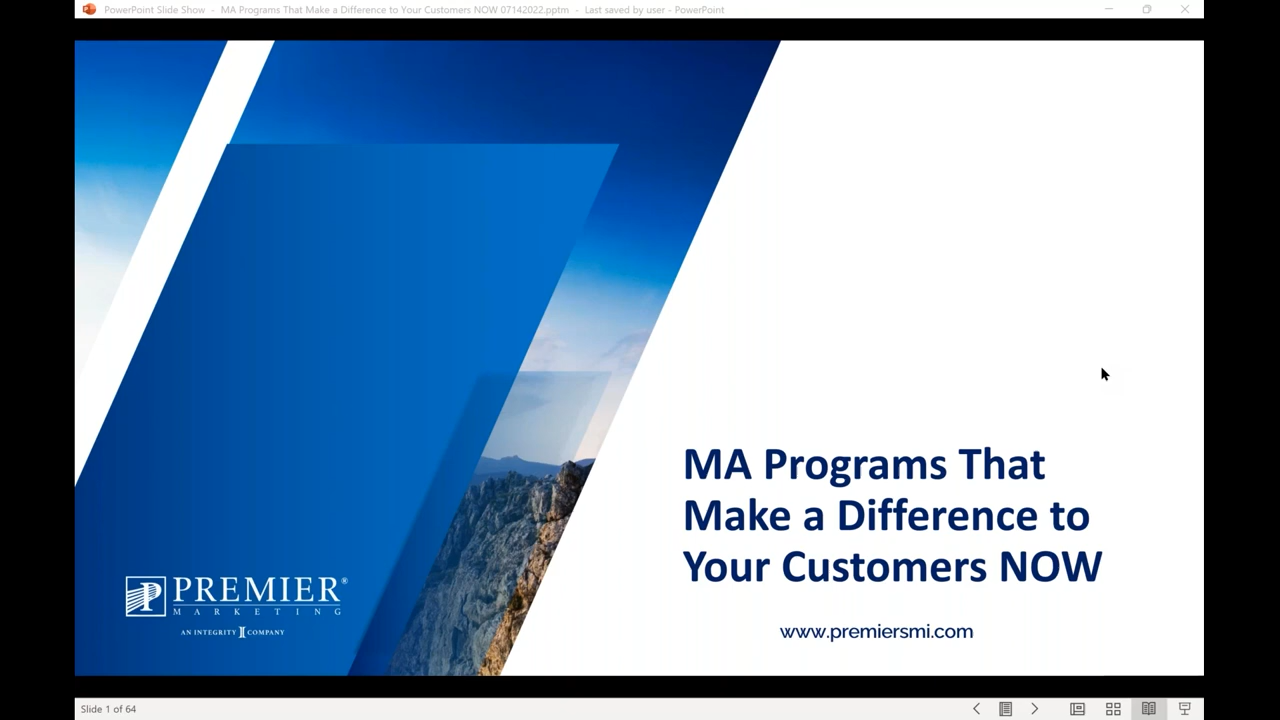 PowerPoint Slide Show - MA Programs That Make a Difference to Your Customers NOW 07142022.pptm - Last saved by user - PowerPoint
MA Programs That
Make a Difference to
Your Customers NOW
PREMIER®
MARKETING
AN INTEGRITY COMPANY
www.premiersmi.com
Slide 1 of 64